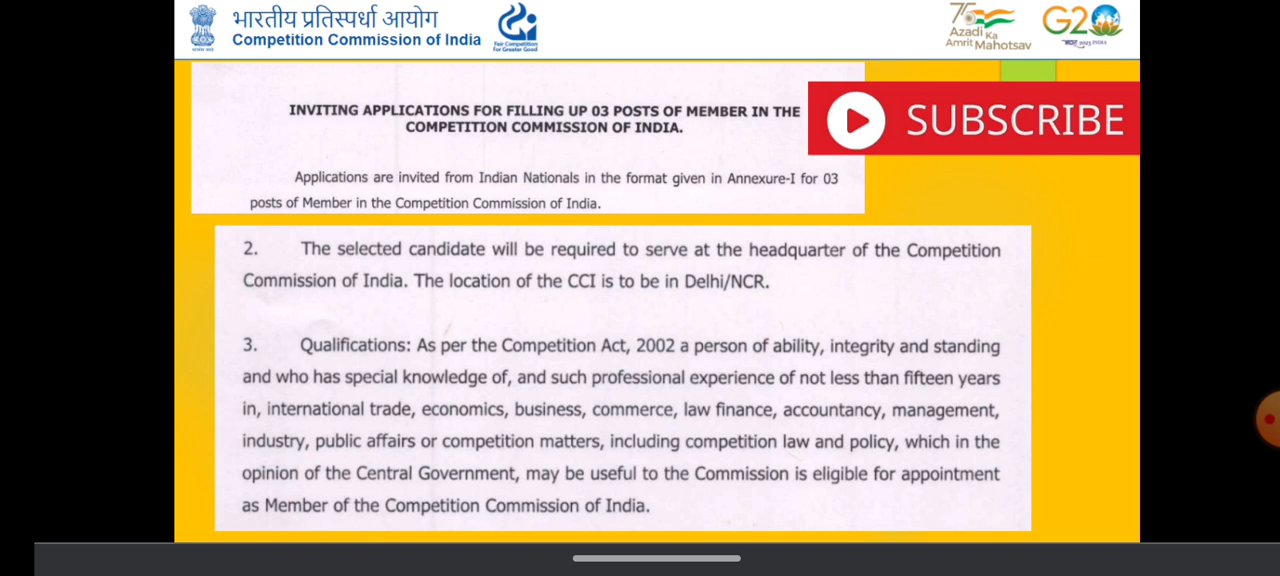 भारतीय प्रतिस्पर्धा आयोग
Competition Commission of India
Fair Competition
For Greater Good
75
Azadi Ka
Amrit Mahotsav
G20
INVITING APPLICATIONS FOR FILLING UP 03 POSTS OF MEMBER IN THE
COMPETITION COMMISSION OF INDIA.
SUBSCRIBE
Applications are invited from Indian Nationals in the format given in Annexure-I for 03
posts of Member in the Competition Commission of India.
2. The selected candidate will be required to serve at the headquarter of the Competition
Commission of India. The location of the CCI is to be in Delhi/NCR.
3. Qualifications: As per the Competition Act, 2002 a person of ability, integrity and standing
and who has special knowledge of, and such professional experience of not less than fifteen years
in, international trade, economics, business, commerce, law finance, accountancy, management,
industry, public affairs or competition matters, including competition law and policy, which in the
opinion of the Central Government, may be useful to the Commission is eligible for appointment
as Member of the Competition Commission of India.